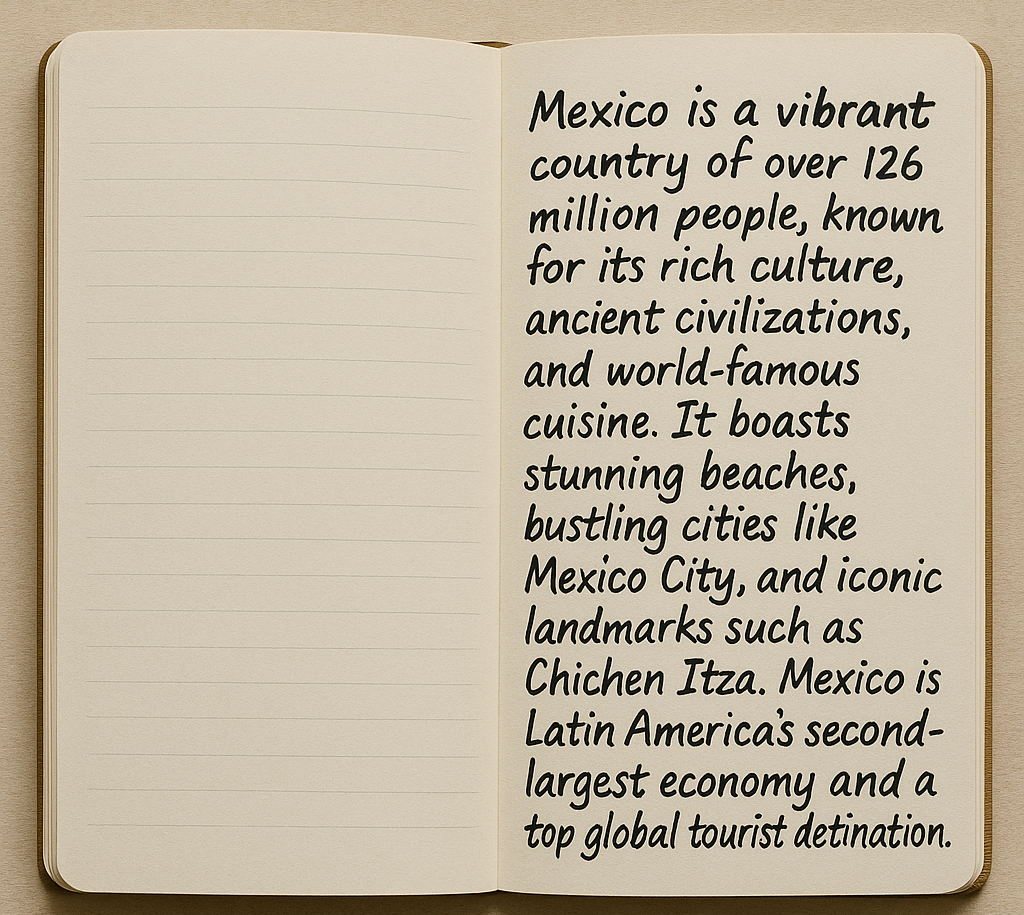 Mexico is a vibrant
country of over 126
million people, known
for its rich culture,
ancient civilizations,
and world-famous
cuisine. It boasts
stunning beaches,
bustling cities like
Mexico City, and iconic
landmarks such as
Chichen Itza. Mexico is
Latin America's second-
largest economy and a
top global tourist detination.